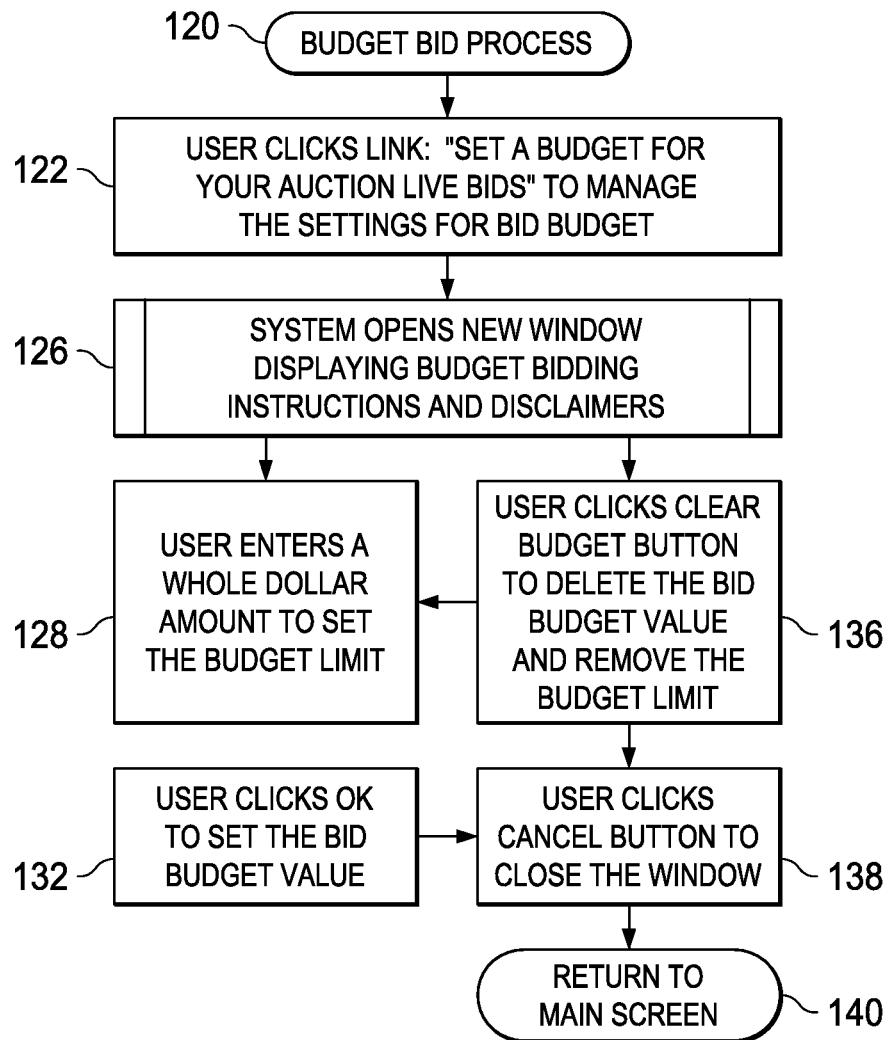 120
BUDGET BID PROCESS
122
USER CLICKS LINK: "SET A BUDGET FOR
YOUR AUCTION LIVE BIDS" TO MANAGE
THE SETTINGS FOR BID BUDGET
126
SYSTEM OPENS NEW WINDOW
DISPLAYING BUDGET BIDDING
INSTRUCTIONS AND DISCLAIMERS
128
USER ENTERS A
WHOLE DOLLAR
AMOUNT TO SET
THE BUDGET LIMIT
USER CLICKS CLEAR
BUDGET BUTTON
TO DELETE THE BID
BUDGET VALUE
AND REMOVE THE
BUDGET LIMIT
136
132
USER CLICKS OK
TO SET THE BID
BUDGET VALUE
USER CLICKS
CANCEL BUTTON TO
CLOSE THE WINDOW
138
RETURN TO
MAIN SCREEN
140